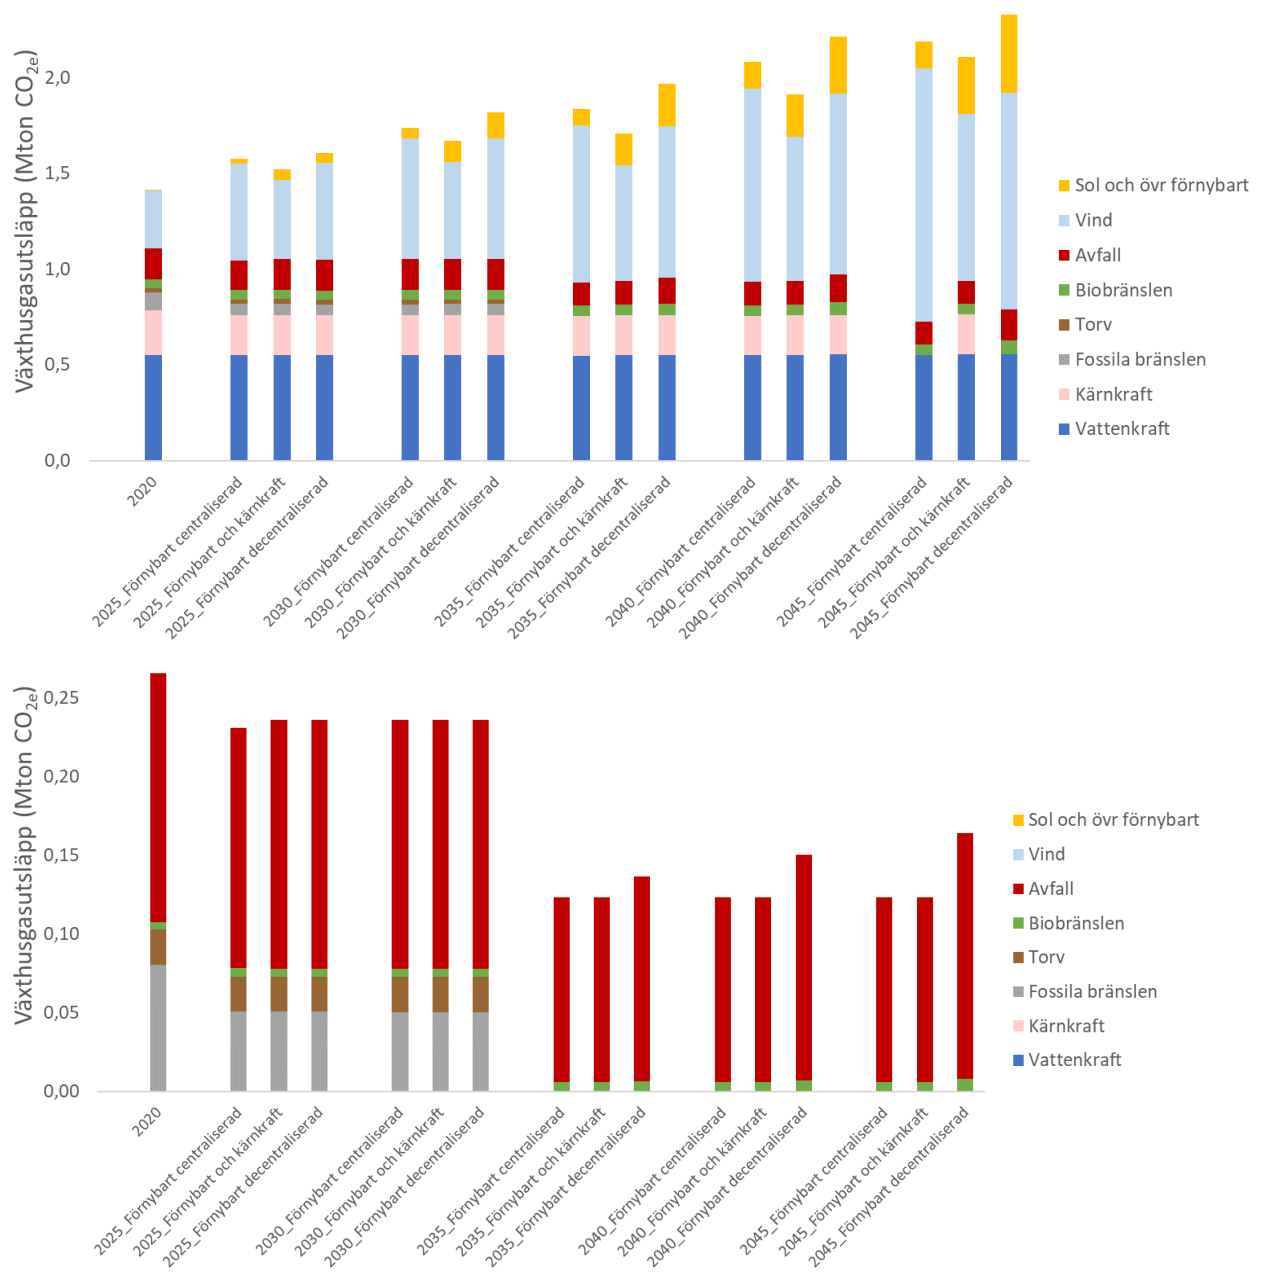 Växthusgasutsläpp (Mton CO2e)
2,0
1,5
1,0
0,5
0,0
2020
2025_Förnybart centraliserad
2025_Förnybart och kärnkraft
2025_Förnybart decentraliserad
2030_Förnybart centraliserad
2030_Förnybart och kärnkraft
2030_Förnybart decentraliserad
2035_Förnybart centraliserad
2035_Förnybart och kärnkraft
2035_Förnybart decentraliserad
2040_Förnybart centraliserad
2040_Förnybart och kärnkraft
2040_Förnybart decentraliserad
2045_Förnybart centraliserad
2045_Förnybart och kärnkraft
2045_Förnybart decentraliserad
Sol och övr förnybart
Vind
Avfall
Biobränslen
Torv
Fossila bränslen
Kärnkraft
Vattenkraft
Växthusgasutsläpp (Mton CO2e)
0,25
0,20
0,15
0,10
0,05
0,00
2020
2025_Förnybart centraliserad
2025_Förnybart och kärnkraft
2025_Förnybart decentraliserad
2030_Förnybart centraliserad
2030_Förnybart och kärnkraft
2030_Förnybart decentraliserad
2035_Förnybart centraliserad
2035_Förnybart och kärnkraft
2035_Förnybart decentraliserad
2040_Förnybart centraliserad
2040_Förnybart och kärnkraft
2040_Förnybart decentraliserad
2045_Förnybart centraliserad
2045_Förnybart och kärnkraft
2045_Förnybart decentraliserad
Sol och övr förnybart
Vind
Avfall
Biobränslen
Torv
Fossila bränslen
Kärnkraft
Vattenkraft